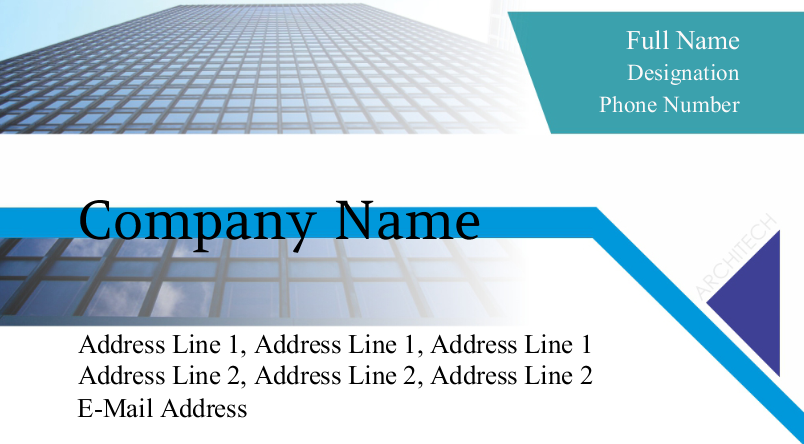 Full Name
Designation
Phone Number
Company Name
ARCHITECH
Address Line 1, Address Line 1, Address Line 1
Address Line 2, Address Line 2, Address Line 2
E-Mail Address